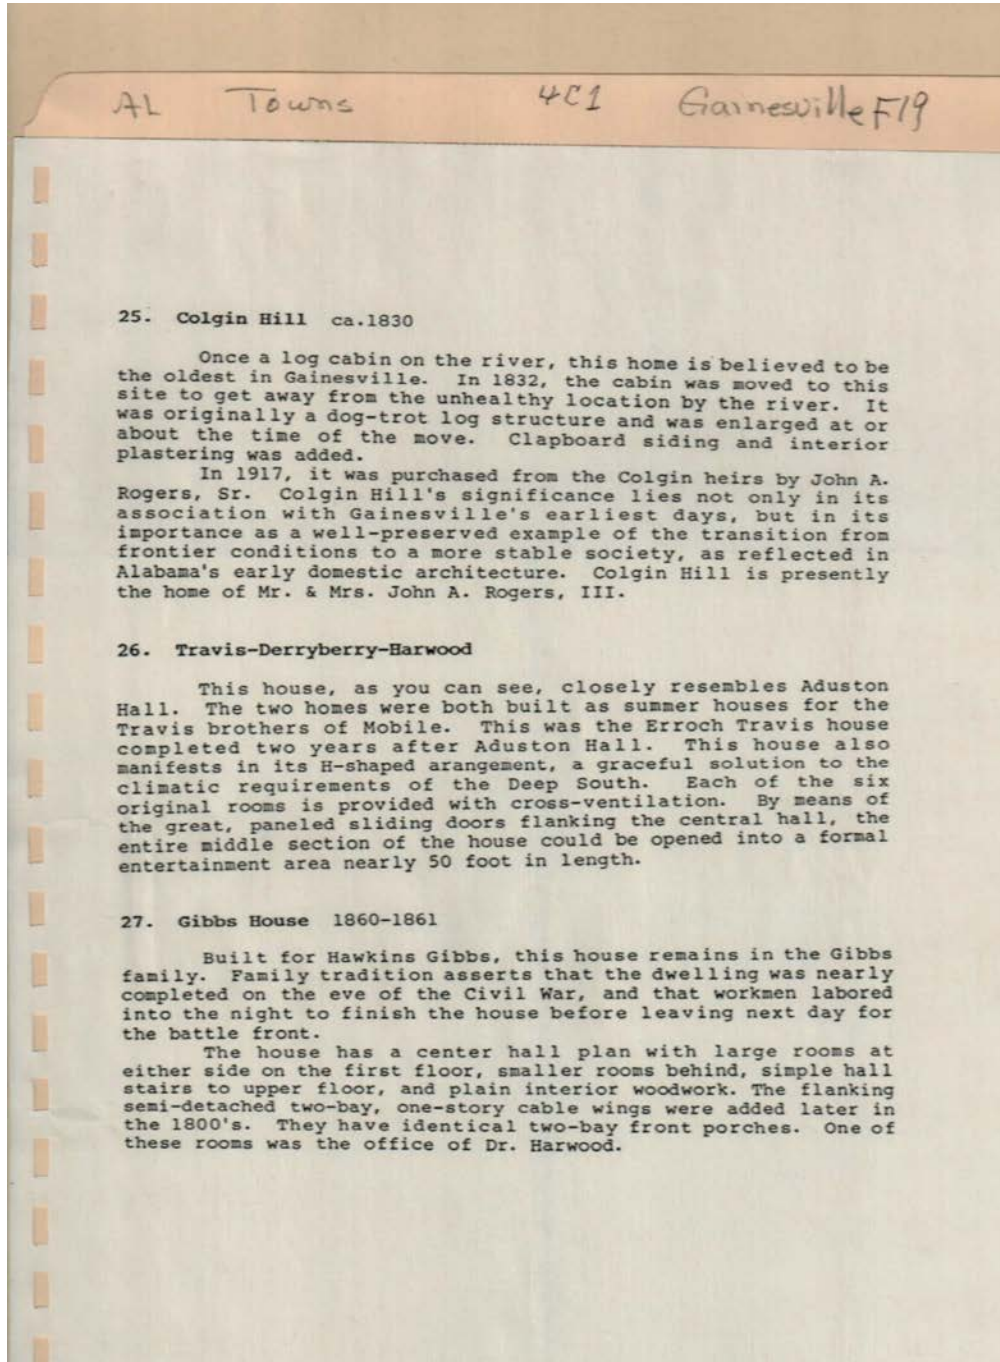 AL Towns 4C1 Gainesville F19
25. Colgin Hill ca.1830
Once a log cabin on the river, this home is believed to be
the oldest in Gainesville. In 1832, the cabin was moved to this
site to get away from the unhealthy location by the river. It
was originally a dog-trot log structure and was enlarged at or
about the time of the move. Clapboard siding and interior
plastering was added.
In 1917, it was purchased from the Colgin heirs by John A.
Rogers, Sr. Colgin Hill's significance lies not only in its
association with Gainesville's earliest days, but in its
importance as a well-preserved example of the transition from
frontier conditions to a more stable society, as reflected in
Alabama's early domestic architecture. Colgin Hill is presently
the home of Mr. & Mrs. John A. Rogers, III.
26. Travis-Derryberry-Harwood
This house, as you can see, closely resembles Aduston
Hall. The two homes were both built as summer houses for the
Travis brothers of Mobile. This was the Erroch Travis house
completed two years after Aduston Hall. This house also
manifests in its H-shaped arangement, a graceful solution to the
climatic requirements of the Deep South. Each of the six
original rooms is provided with cross-ventilation. By means of
the great, paneled sliding doors flanking the central hall, the
entire middle section of the house could be opened into a formal
entertainment area nearly 50 foot in length.
27. Gibbs House 1860-1861
Built for Hawkins Gibbs, this house remains in the Gibbs
family. Family tradition asserts that the dwelling was nearly
completed on the eve of the Civil War, and that workmen labored
into the night to finish the house before leaving next day for
the battle front.
The house has a center hall plan with large rooms at
either side on the first floor, smaller rooms behind, simple hall
stairs to upper floor, and plain interior woodwork. The flanking
semi-detached two-bay, one-story cable wings were added later in
the 1800's. They have identical two-bay front porches. One of
these rooms was the office of Dr. Harwood.